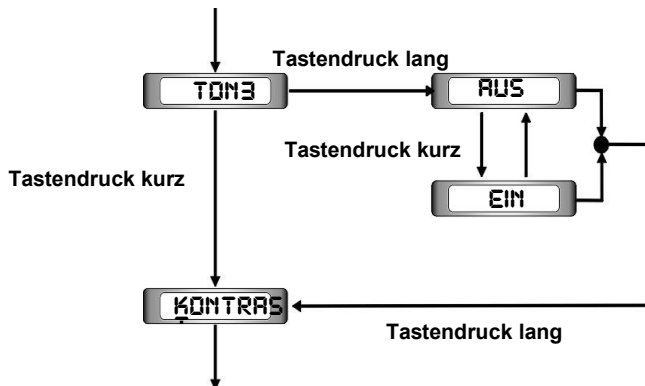 Tastendruck lang
TON3
AUS
Tastendruck kurz
Tastendruck kurz
EIN
KONTRAS
Tastendruck lang